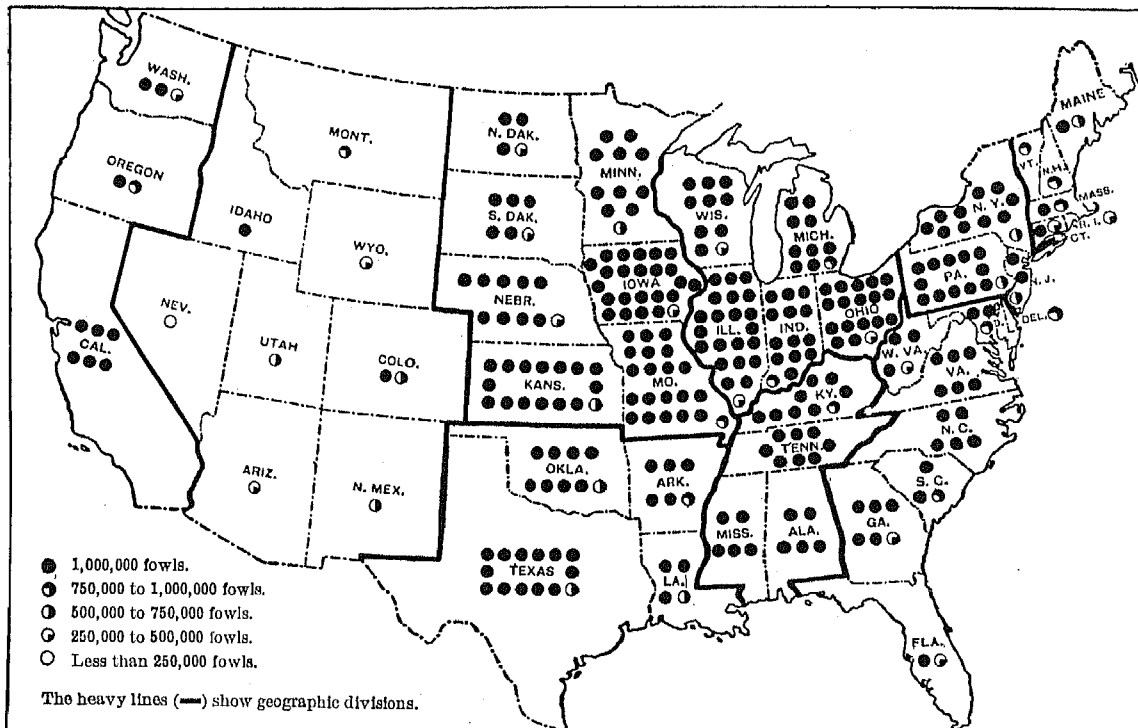 WASH.
MONT.
N. DAK.
MINN.
MAINE
VT.
N.H.
OREGON
IDAHO
S. DAK.
WIS.
MICH.
N. Y.
MASS.
R. I.
CT.
WYO.
NEBR.
IOWA
PA.
N. J.
NEV.
ILL.
IND.
OHIO
DEL.
CAL.
UTAH
COLO.
KANS.
MO.
W. VA.
VA.
KY.
N. C.
TENN.
ARIZ.
N. MEX.
OKLA.
ARK.
S. C.
MISS.
ALA.
GA.
TEXAS
LA.
FLA.
1,000,000 fowls.
750,000 to 1,000,000 fowls.
500,000 to 750,000 fowls.
250,000 to 500,000 fowls.
Less than 250,000 fowls.
The heavy lines (—) show geographic divisions.